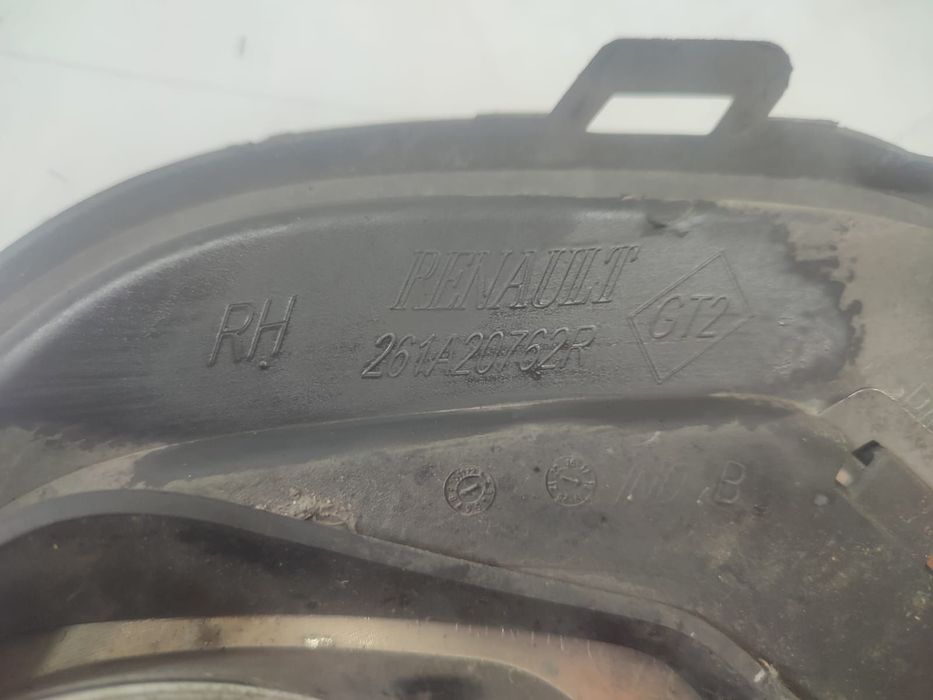 RENAULT
RH 261A20762R GT2
IND B